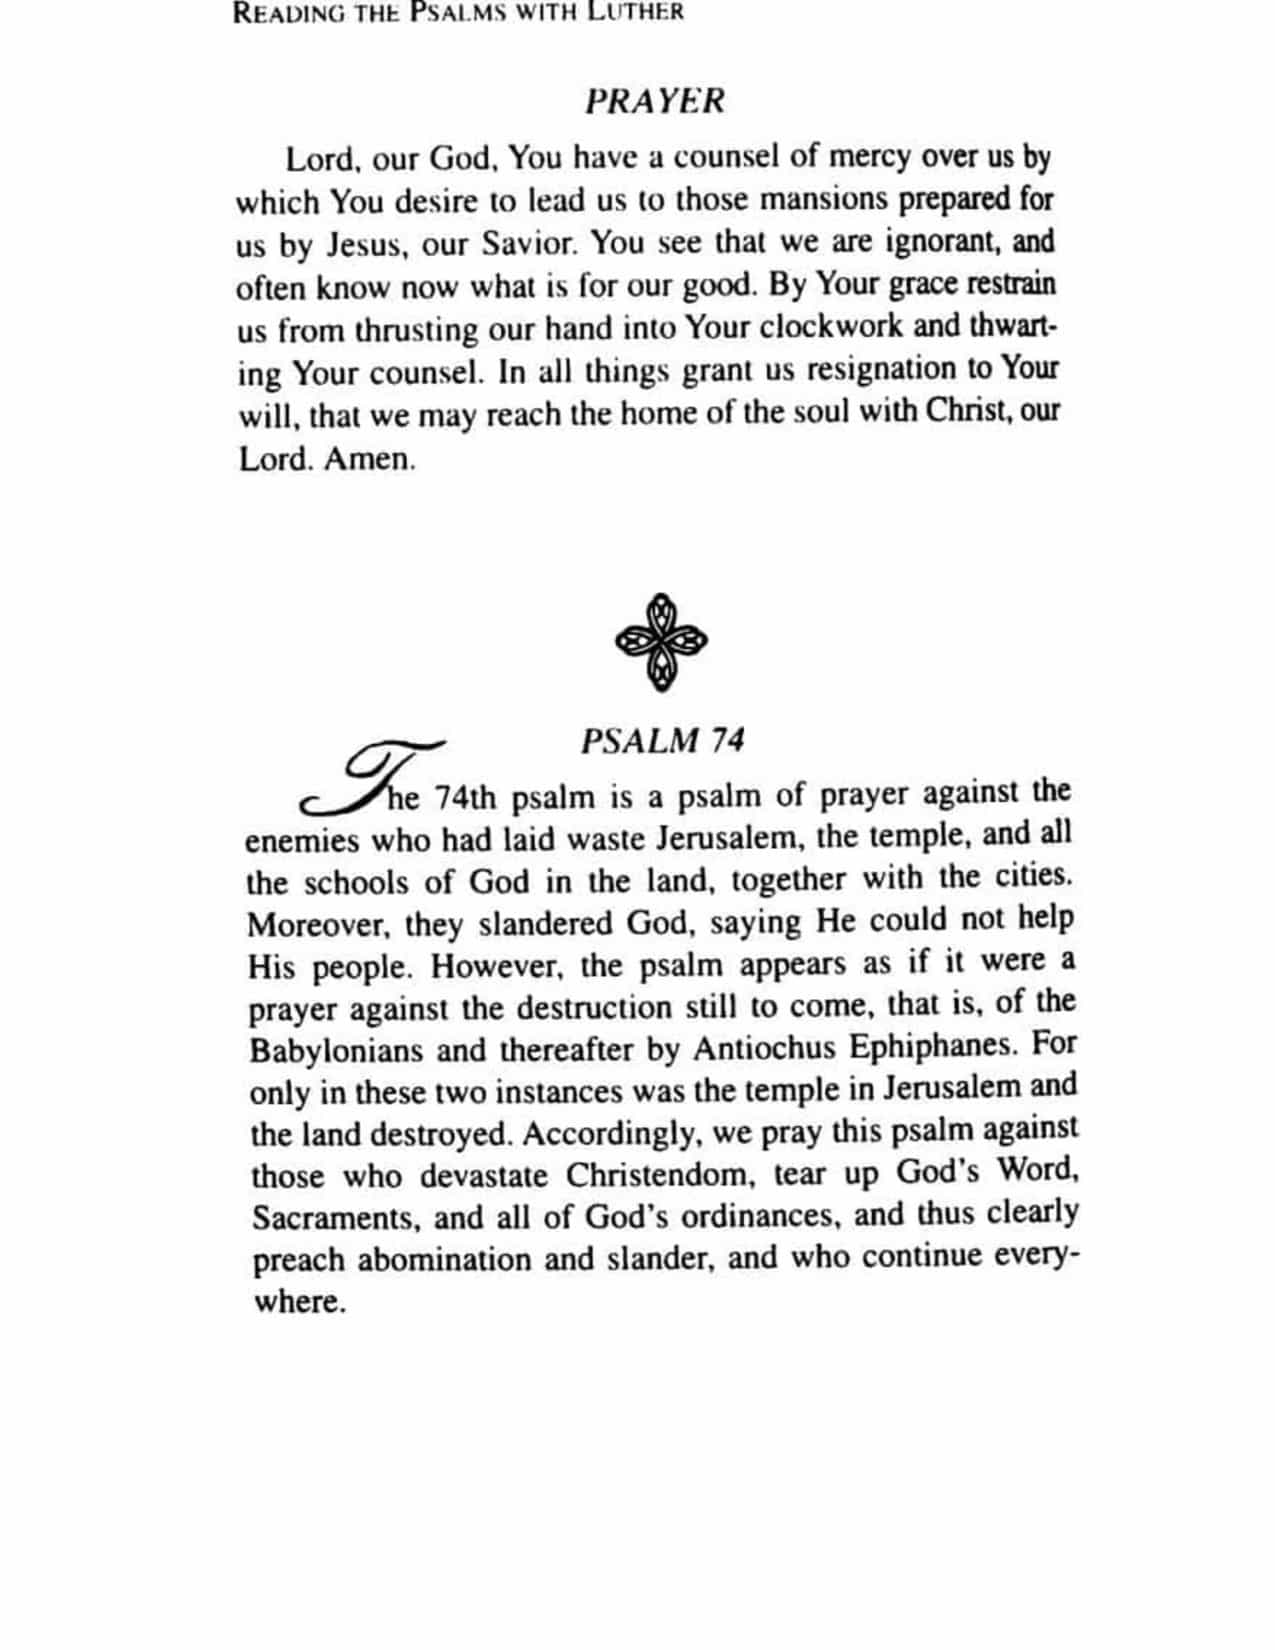 READING THE PSALMS WITH LUTHER
PRAYER
Lord, our God, You have a counsel of mercy over us by
which You desire to lead us to those mansions prepared for
us by Jesus, our Savior. You see that we are ignorant, and
often know now what is for our good. By Your grace restrain
us from thrusting our hand into Your clockwork and thwart-
ing Your counsel. In all things grant us resignation to Your
will, that we may reach the home of the soul with Christ, our
Lord. Amen.
PSALM 74
The 74th psalm is a psalm of prayer against the
enemies who had laid waste Jerusalem, the temple, and all
the schools of God in the land, together with the cities.
Moreover, they slandered God, saying He could not help
His people. However, the psalm appears as if it were a
prayer against the destruction still to come, that is, of the
Babylonians and thereafter by Antiochus Ephiphanes. For
only in these two instances was the temple in Jerusalem and
the land destroyed. Accordingly, we pray this psalm against
those who devastate Christendom, tear up God's Word,
Sacraments, and all of God's ordinances, and thus clearly
preach abomination and slander, and who continue every-
where.